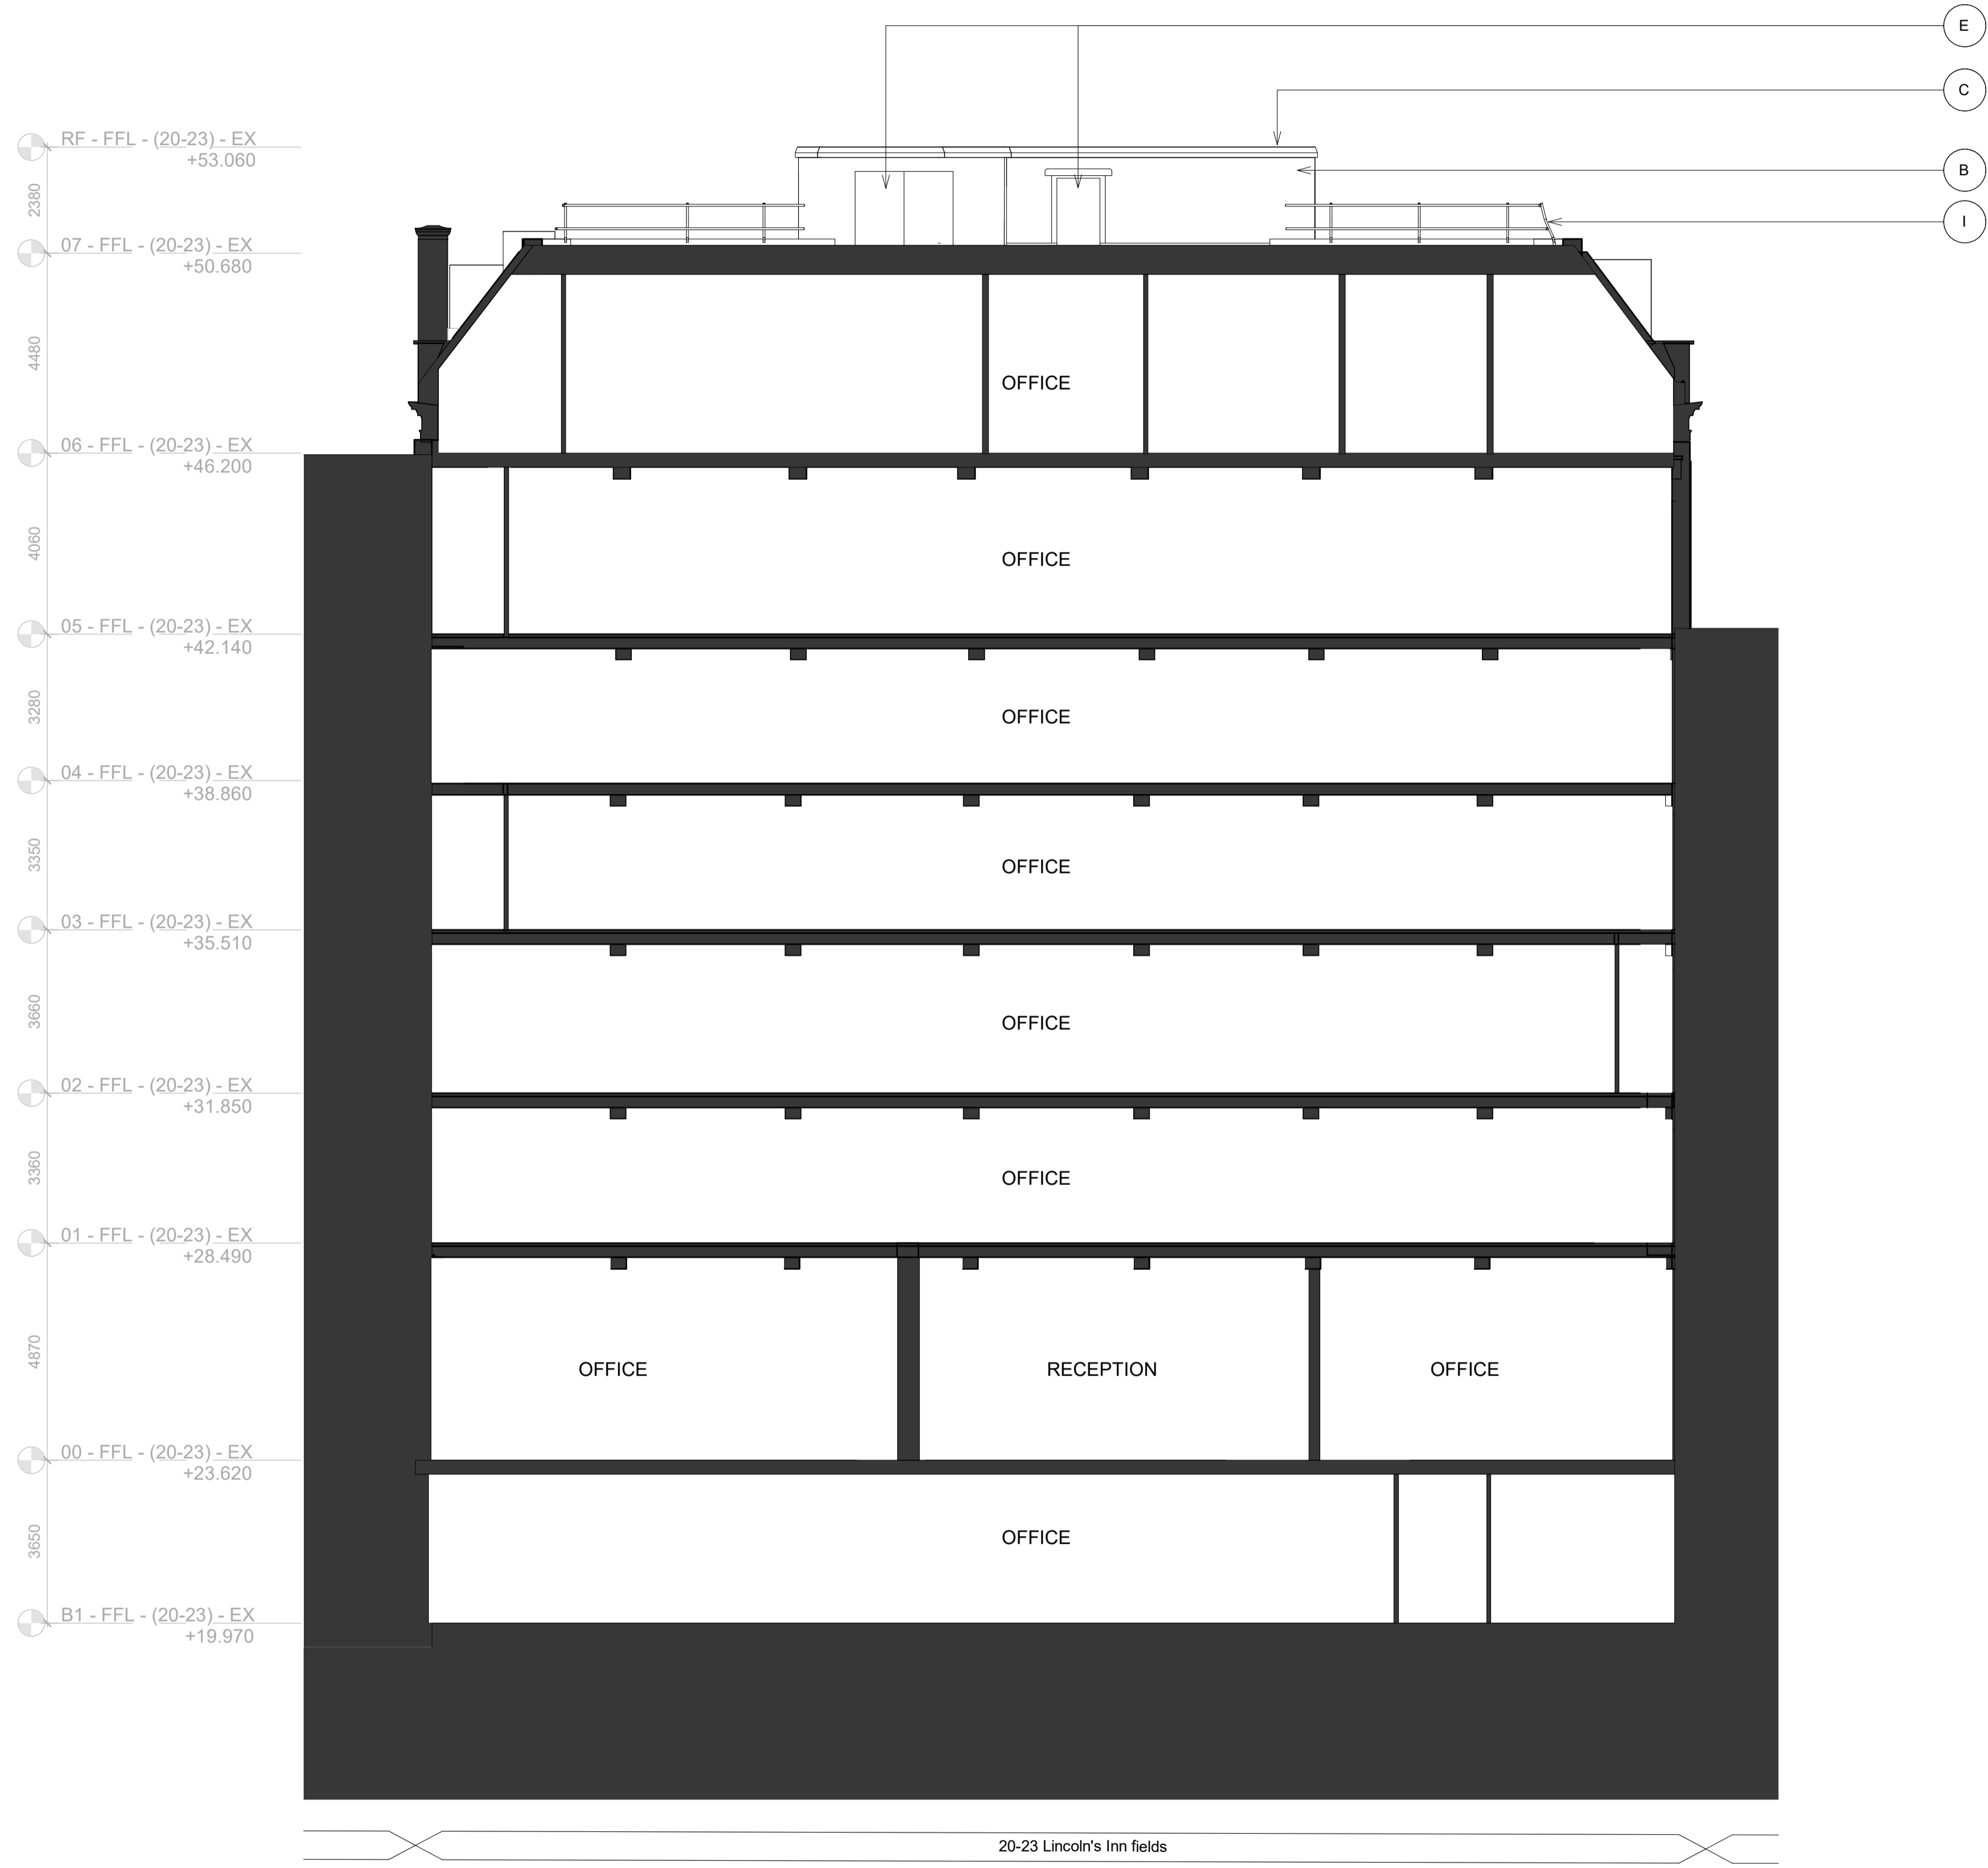 E
C
RF - FFL - (20-23) - EX
+53.060
B
2380
I
07 - FFL - (20-23) - EX
+50.680
4480
OFFICE
06 - FFL - (20-23) - EX
+46.200
4060
OFFICE
05 - FFL - (20-23) - EX
+42.140
3280
OFFICE
04 - FFL - (20-23) - EX
+38.860
3350
OFFICE
03 - FFL - (20-23) - EX
+35.510
3660
OFFICE
02 - FFL - (20-23) - EX
+31.850
3360
OFFICE
01 - FFL - (20-23) - EX
+28.490
4870
OFFICE
RECEPTION
OFFICE
00 - FFL - (20-23) - EX
+23.620
3650
OFFICE
B1 - FFL - (20-23) - EX
+19.970
20-23 Lincoln's Inn fields